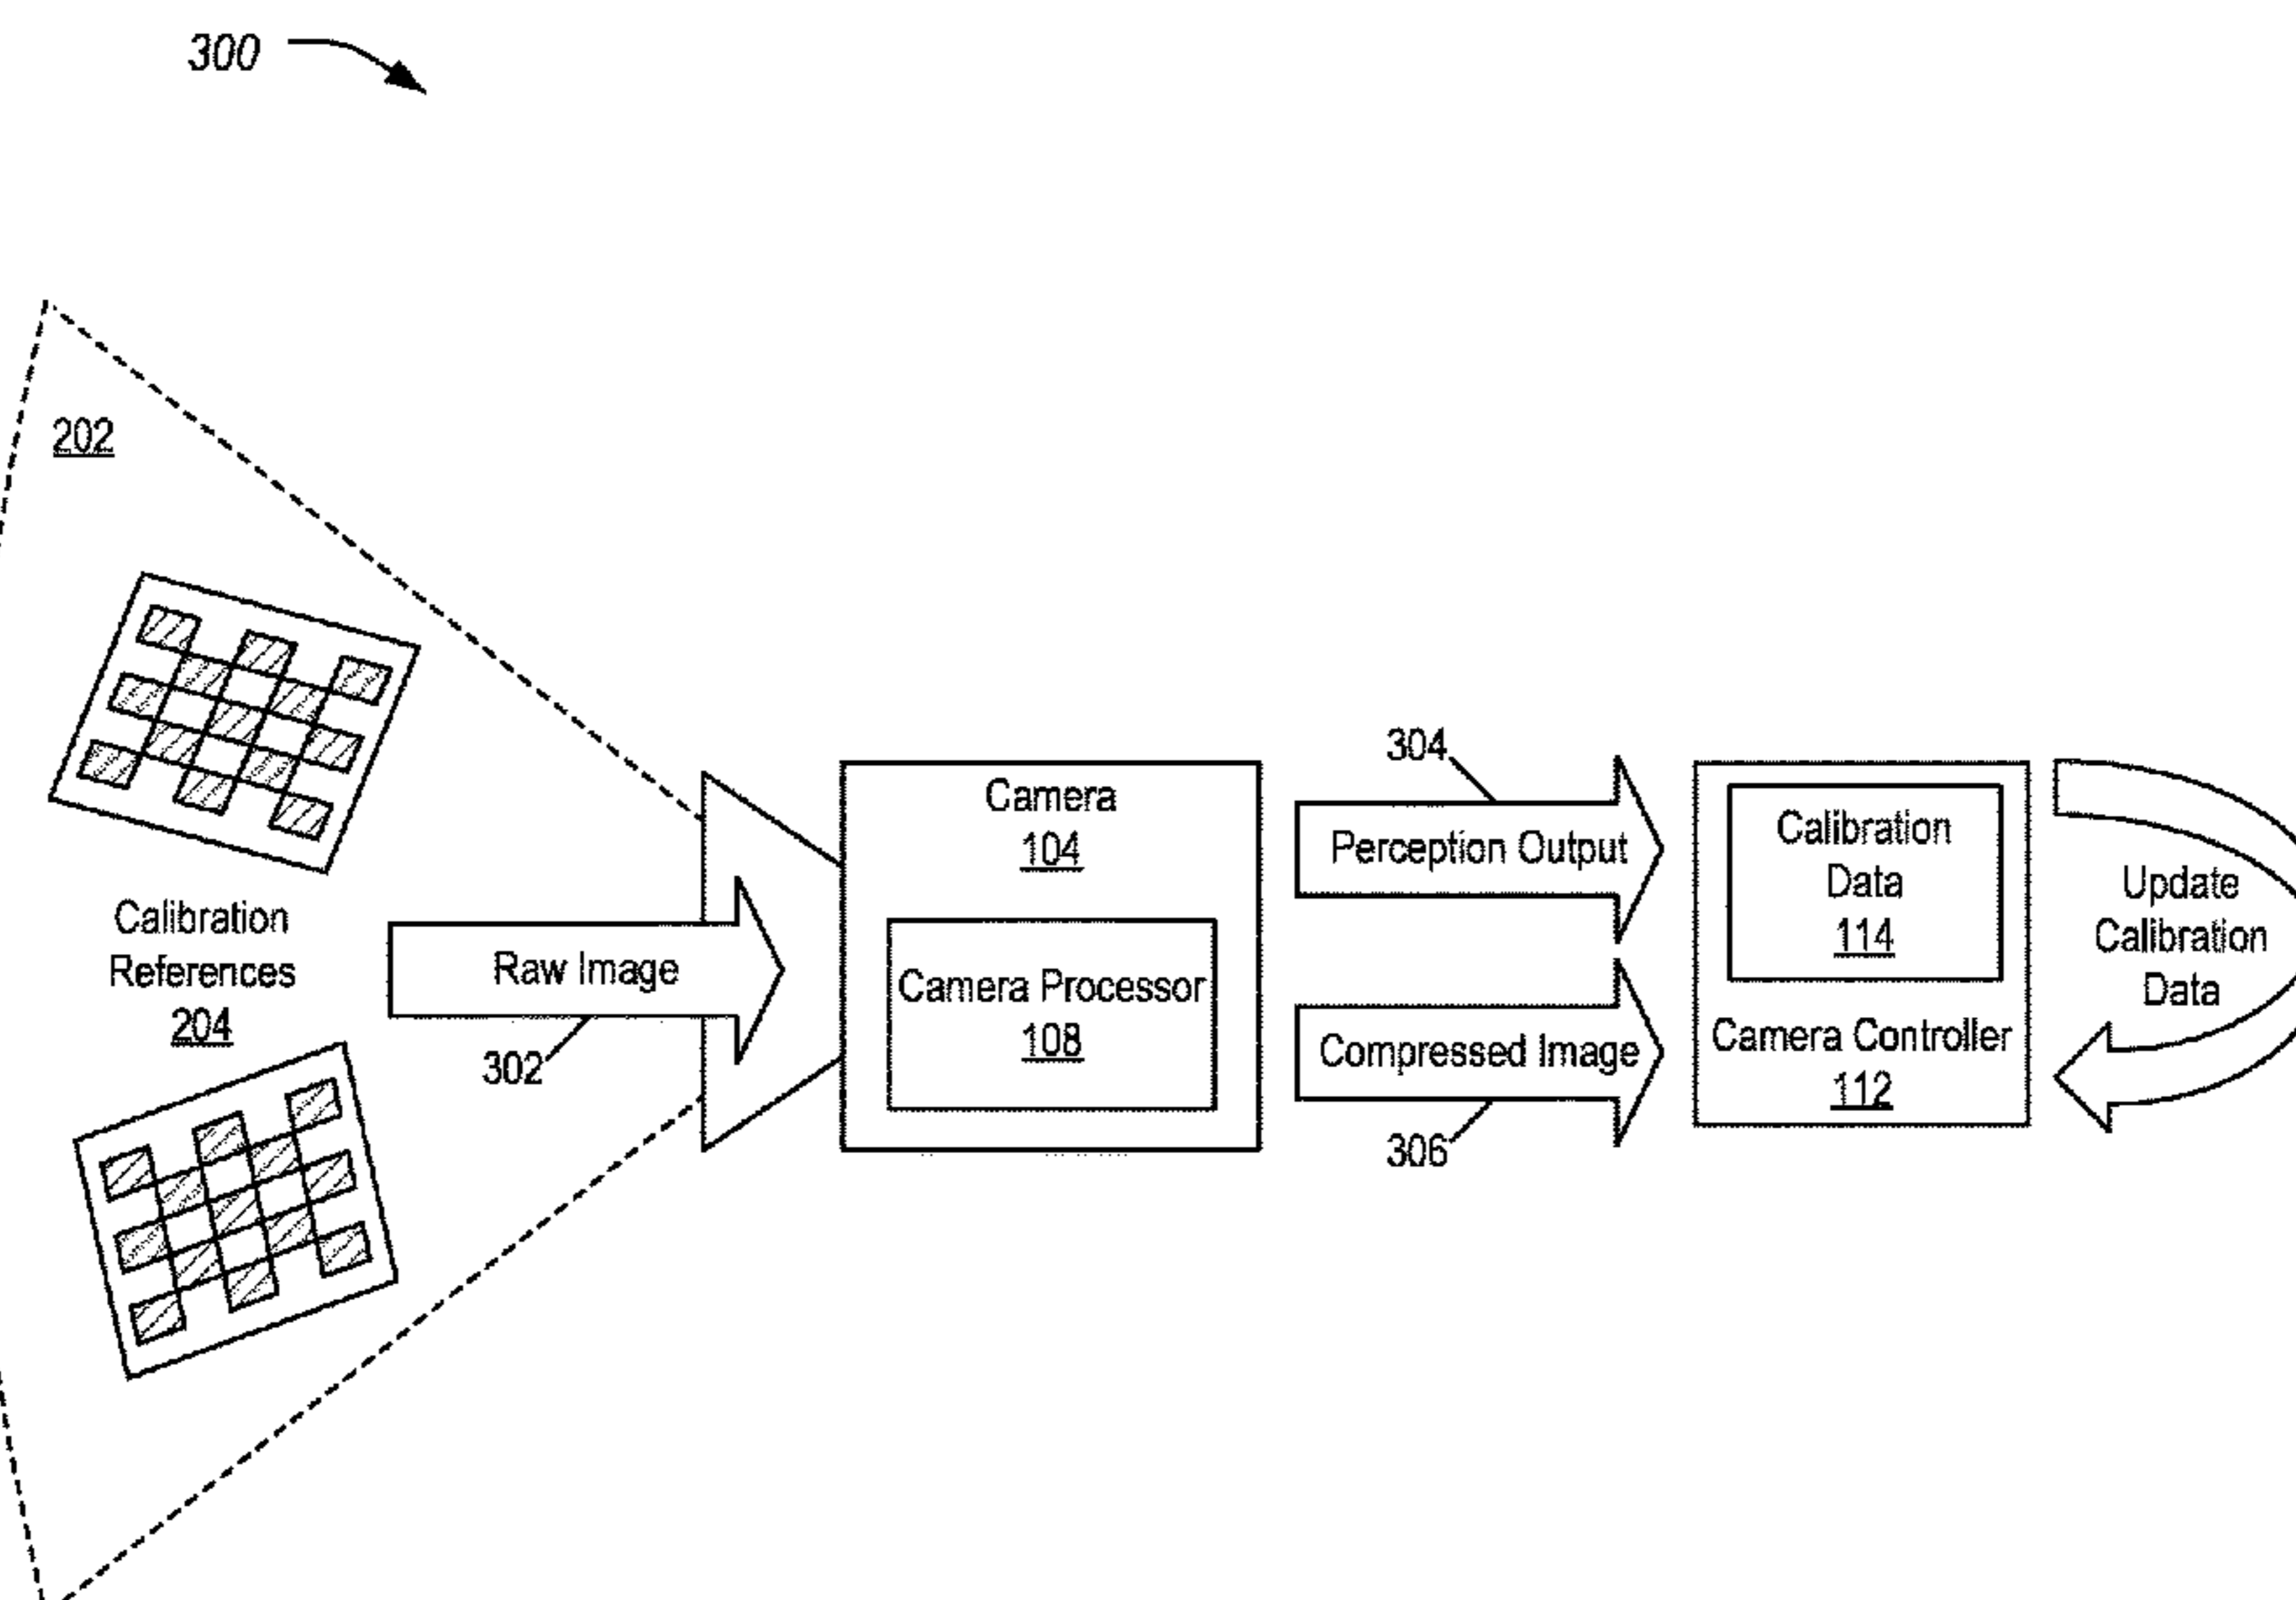 300
202
Calibration
References
204
Raw Image
302
Camera
104
Camera Processor
108
304
Perception Output
Compressed Image
306
Calibration
Data
114
Camera Controller
112
Update
Calibration
Data